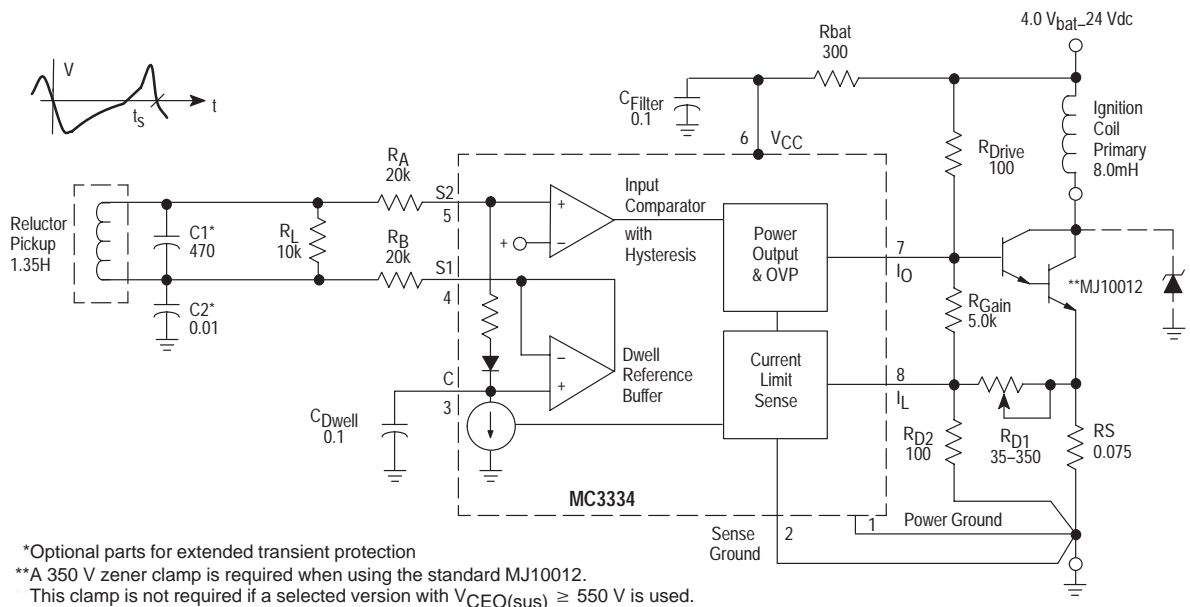 4.0 Vbat–24 Vdc
Rbat
300
V
t
ts
CFilter
0.1
6
VCC
RDrive
100
Ignition
Coil
Primary
8.0mH
Reluctor
Pickup
1.35H
C1*
470
C2*
0.01
RL
10k
RA
20k
RB
20k
S2
5
S1
4
+
–
+
Input
Comparator
with
Hysteresis
Power
Output
& OVP
7
IO
**MJ10012
RGain
5.0k
–
+
Dwell
Reference
Buffer
Current
Limit
Sense
8
IL
C
3
CDwell
0.1
RD2
100
RD1
35–350
RS
0.075
MC3334
Sense
Ground
2
1
Power Ground
*Optional parts for extended transient protection
**A 350 V zener clamp is required when using the standard MJ10012.
This clamp is not required if a selected version with VCEO(sus) ≥ 550 V is used.